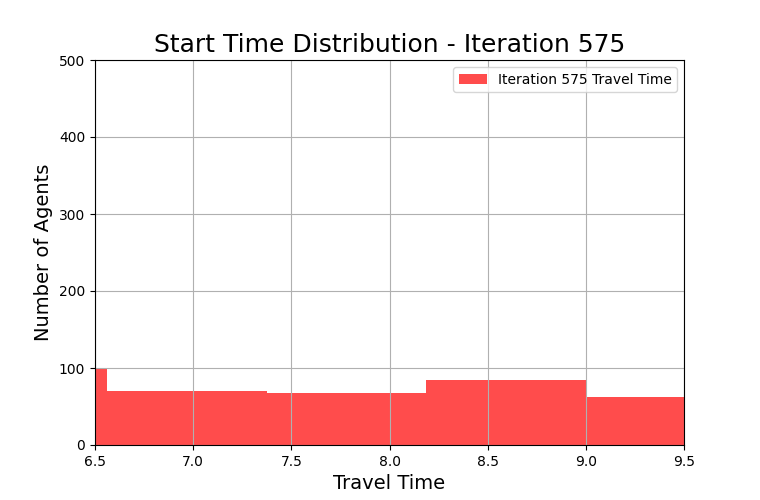 Start Time Distribution - Iteration 575
Iteration 575 Travel Time
Number of Agents
500
400
300
200
100
0
6.5 7.0 7.5 8.0 8.5 9.0 9.5
Travel Time